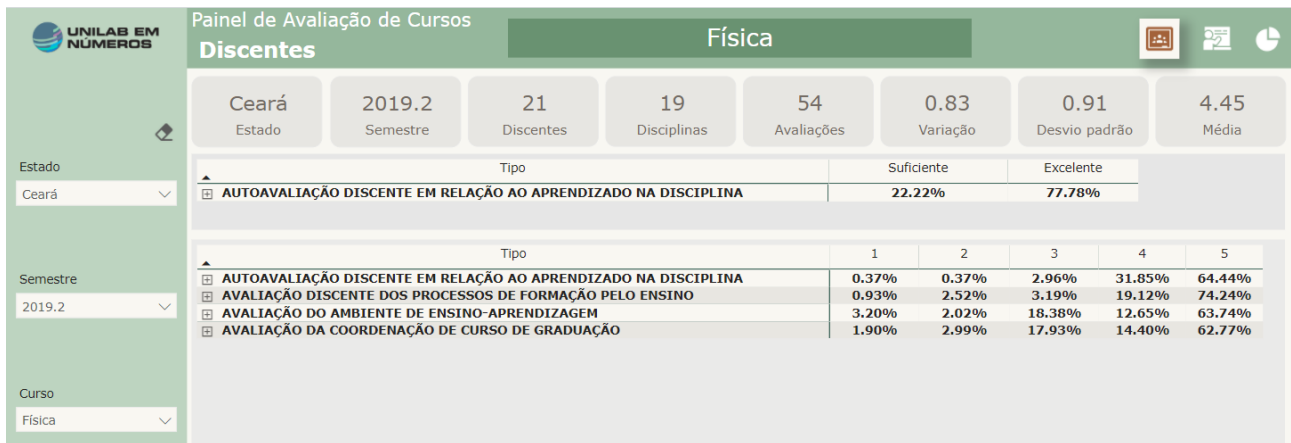 UNILAB EM
NÚMEROS
Painel de Avaliação de Cursos
Discentes
Física
Ceará
Estado
2019.2
Semestre
21
Discentes
19
Disciplinas
54
Avaliações
0.83
Variação
0.91
Desvio padrão
4.45
Média
Estado
Ceará
Semestre
2019.2
Curso
Física
Tipo Suficiente Excelente
AUTOAVALIAÇÃO DISCENTE EM RELAÇÃO AO APRENDIZADO NA DISCIPLINA 22.22% 77.78%
Tipo 1 2 3 4 5
AUTOAVALIAÇÃO DISCENTE EM RELAÇÃO AO APRENDIZADO NA DISCIPLINA 0.37% 0.37% 2.96% 31.85% 64.44%
AVALIAÇÃO DISCENTE DOS PROCESSOS DE FORMAÇÃO PELO ENSINO 0.93% 2.52% 3.19% 19.12% 74.24%
AVALIAÇÃO DO AMBIENTE DE ENSINO-APRENDIZAGEM 3.20% 2.02% 18.38% 12.65% 63.74%
AVALIAÇÃO DA COORDENAÇÃO DE CURSO DE GRADUAÇÃO 1.90% 2.99% 17.93% 14.40% 62.77%